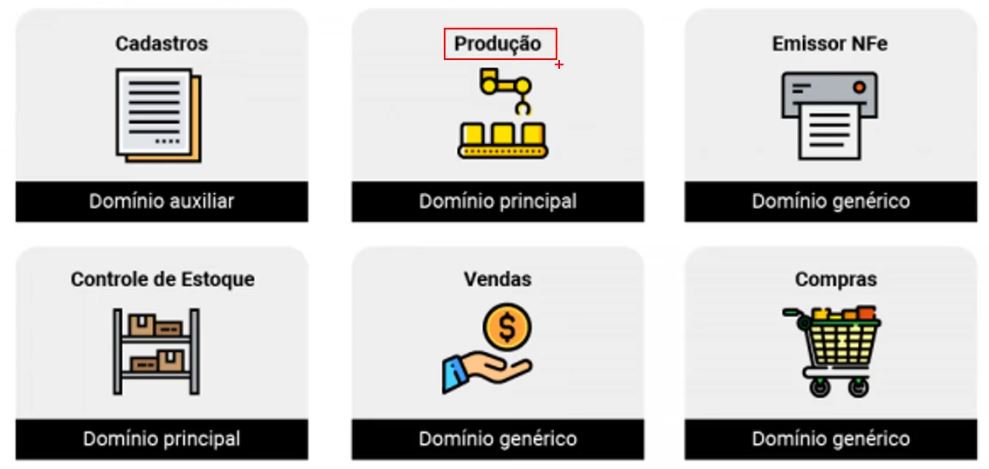 Cadastros
Produção
Emissor NFe
Domínio auxiliar
Domínio principal
Domínio genérico
Controle de Estoque
Vendas
Compras
$
Domínio principal
Domínio genérico
Domínio genérico